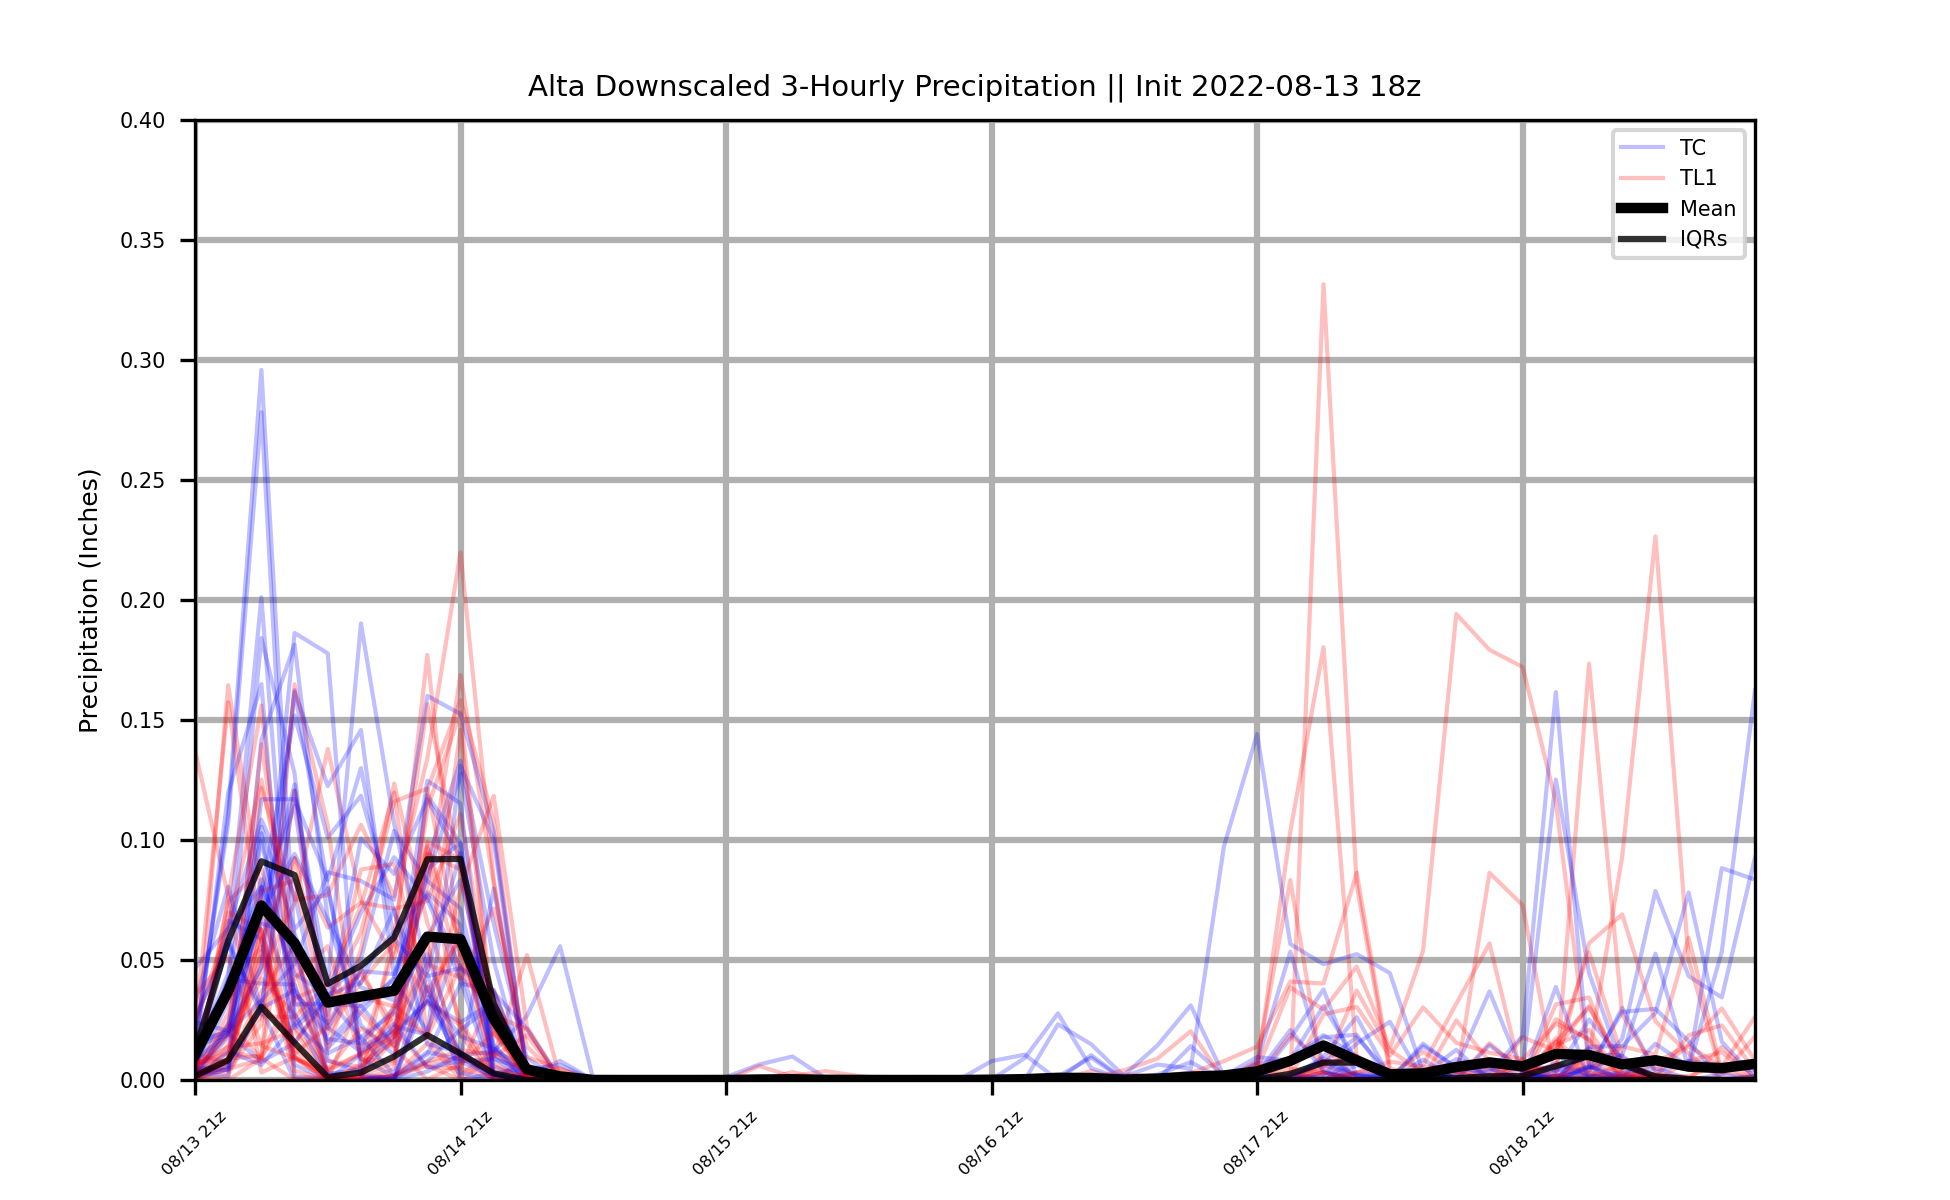 Alta Downscaled 3-Hourly Precipitation || Init 2022-08-13 18z
Precipitation (Inches)
0.40
0.35
0.30
0.25
0.20
0.15
0.10
0.05
0.00
TC
TL1
Mean
IQRs
08/13 21z
08/14 21z
08/15 21z
08/16 21z
08/17 21z
08/18 21z